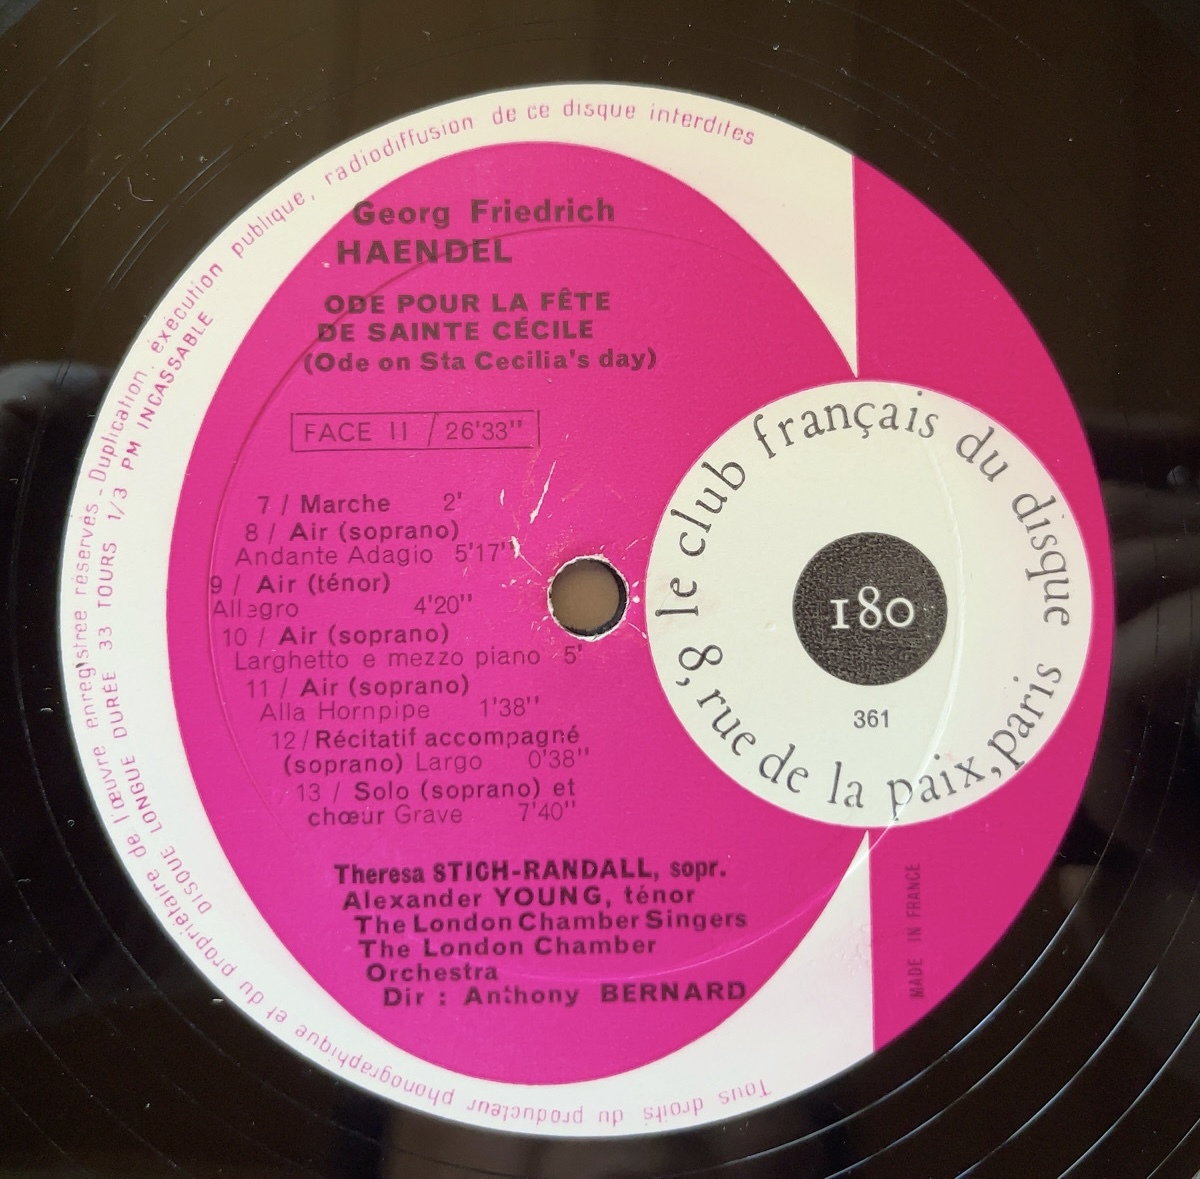 Georg Friedrich
HAENDEL
ODE POUR LA FÊTE
DE SAINTE CÉCILE
(Ode on Sta Cecilia's day)
FACE II / 26'33''
7 / Marche 2'
8 / Air (soprano)
Andante Adagio 5'17''
9 / Air (ténor)
Allegro 4'20''
10 / Air (soprano)
Larghetto e mezzo piano 5'
11 / Air (soprano)
Alla Hornpipe 1'38''
12 / Récitatif accompagné
(soprano) Largo 0'38''
13 / Solo (soprano) et
chœur Grave 7'40''
Theresa STICH-RANDALL, sopr.
Alexander YOUNG, ténor
The London Chamber Singers
The London Chamber
Orchestra
Dir : Anthony BERNARD
le club français du disque
8, rue de la paix, paris
180
361
MADE IN FRANCE
Tous droits du producteur phonographique et du propriétaire de l'œuvre enregistrée réservés - Duplication, éxécution publique, radiodiffusion de ce disque interdites
DISQUE LONGUE DURÉE 33 TOURS 1/3 PM INCASSABLE